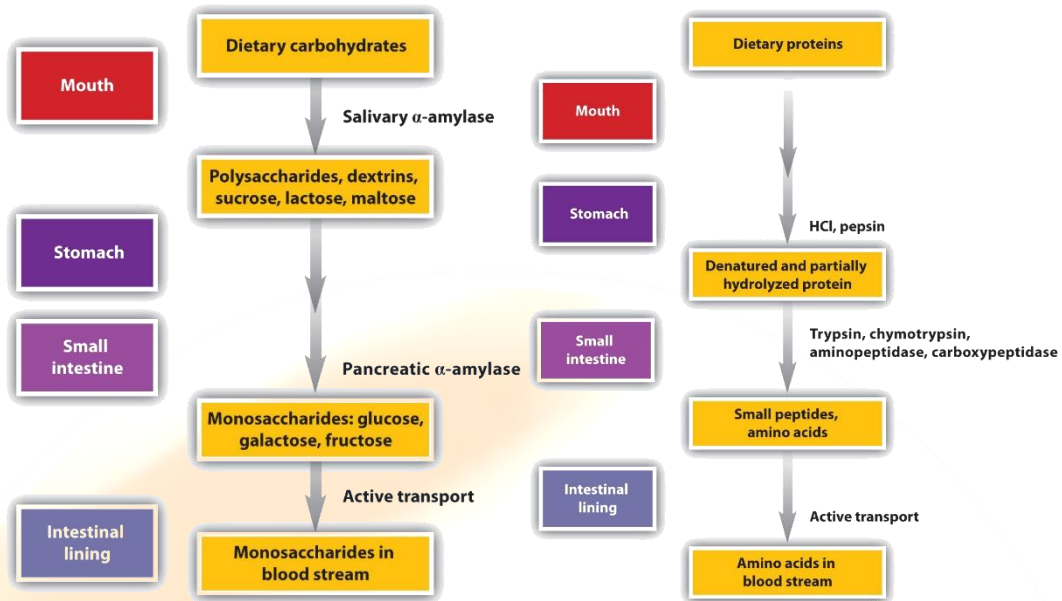 Dietary carbohydrates
Mouth
Salivary α-amylase
Polysaccharides, dextrins,
sucrose, lactose, maltose
Stomach
Small
intestine
Pancreatic α-amylase
Monosaccharides: glucose,
galactose, fructose
Active transport
Intestinal
lining
Monosaccharides in
blood stream
Dietary proteins
Mouth
Stomach
HCl, pepsin
Denatured and partially
hydrolyzed protein
Trypsin, chymotrypsin,
aminopeptidase, carboxypeptidase
Small
intestine
Small peptides,
amino acids
Intestinal
lining
Active transport
Amino acids in
blood stream